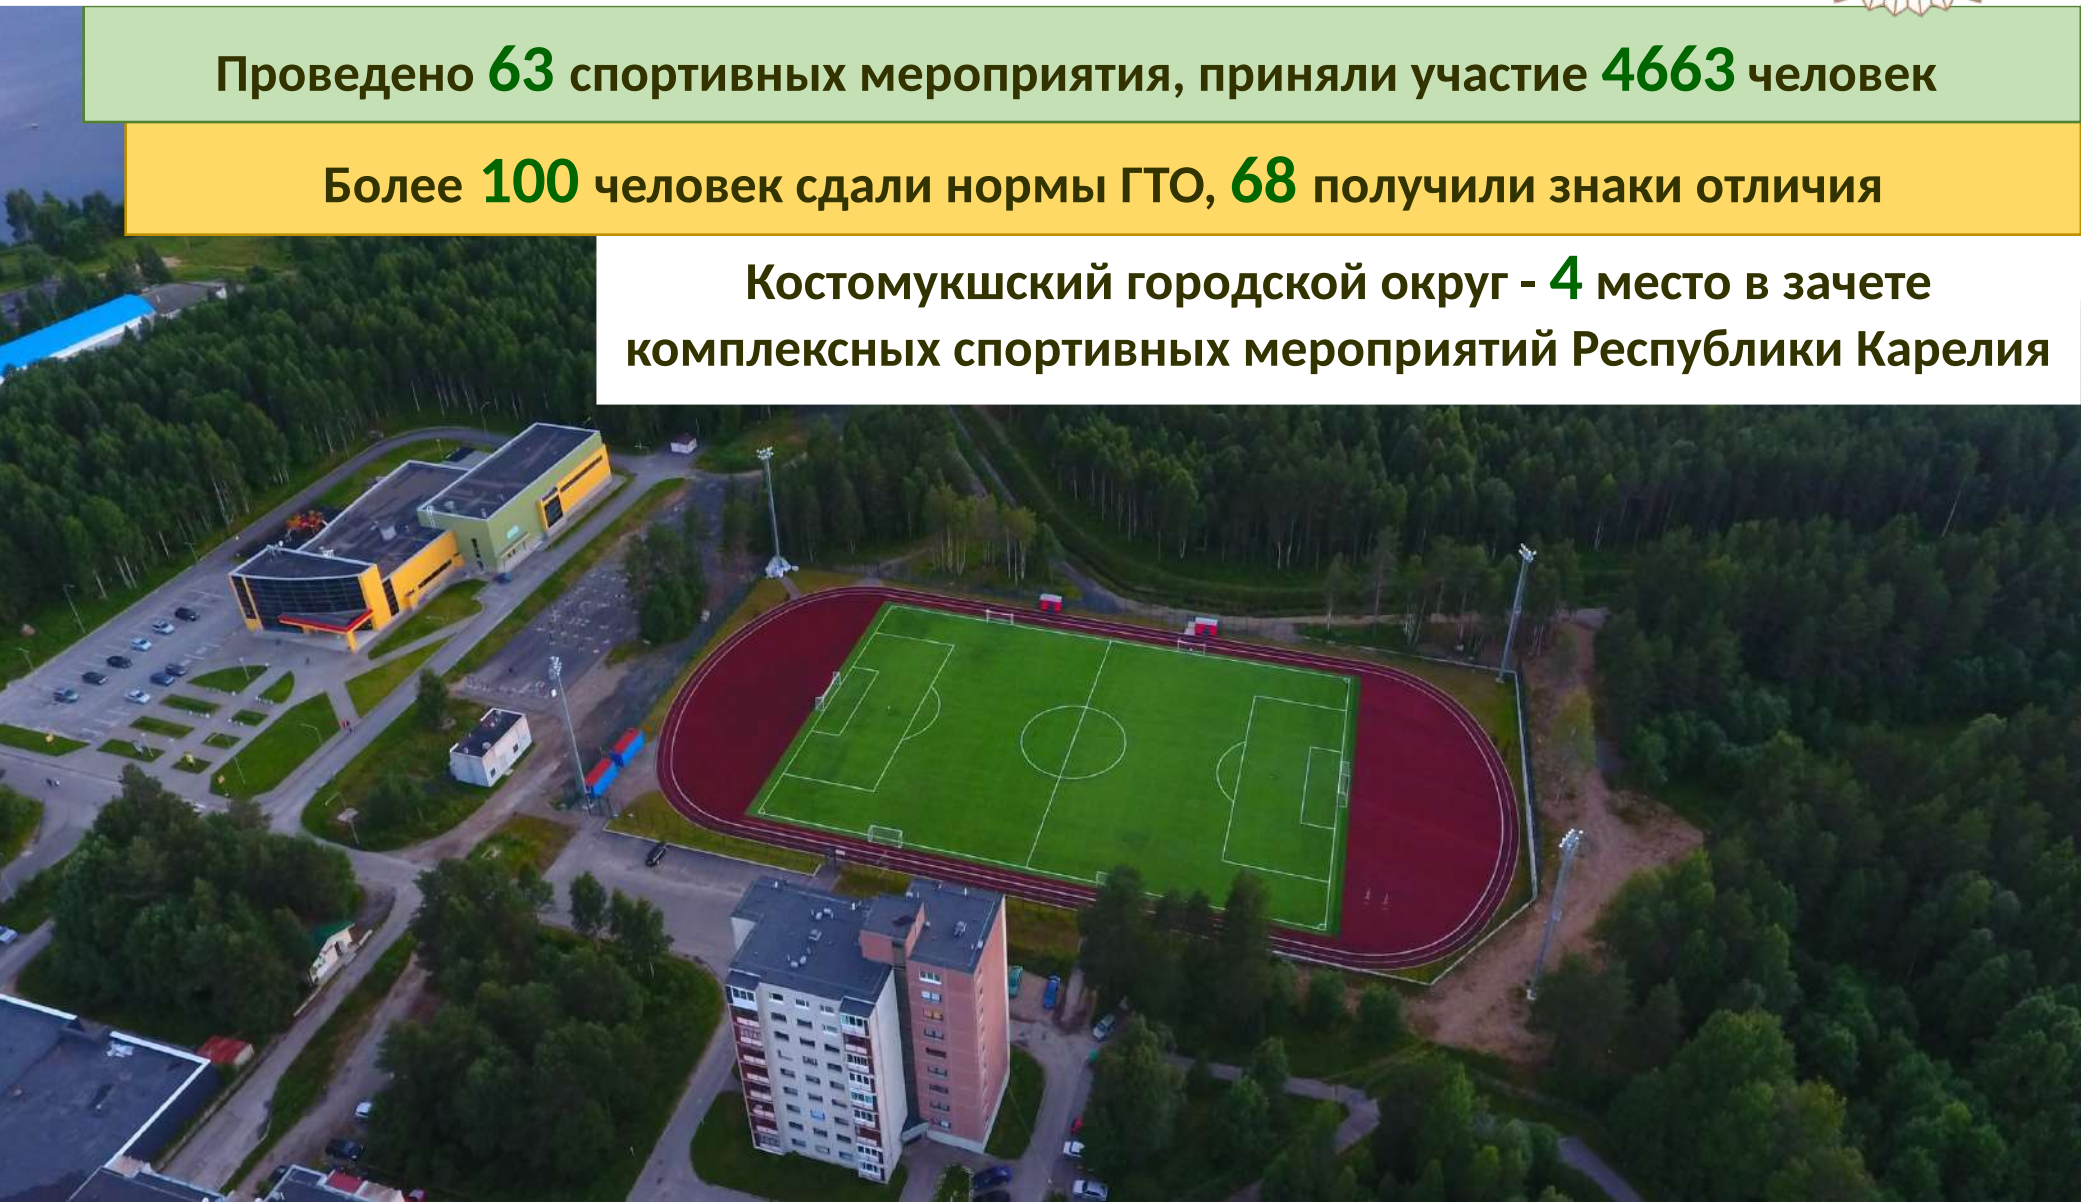 Проведено 63 спортивных мероприятия, приняли участие 4663 человек
Более 100 человек сдали нормы ГТО, 68 получили знаки отличия
Костомукшский городской округ - 4 место в зачете
комплексных спортивных мероприятий Республики Карелия